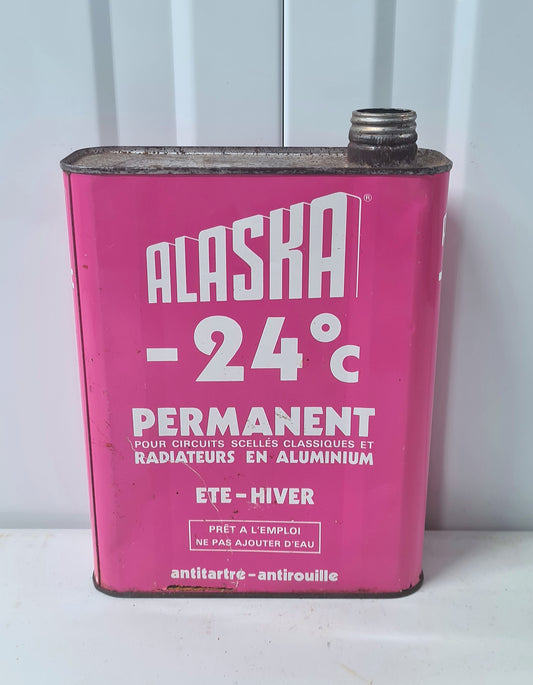 ALASKA®
-24°C
PERMANENT
POUR CIRCUITS SCELLÉS CLASSIQUES ET
RADIATEURS EN ALUMINIUM
ETE-HIVER
PRÊT A L'EMPLOI
NE PAS AJOUTER D'EAU
antitartre-antirouille